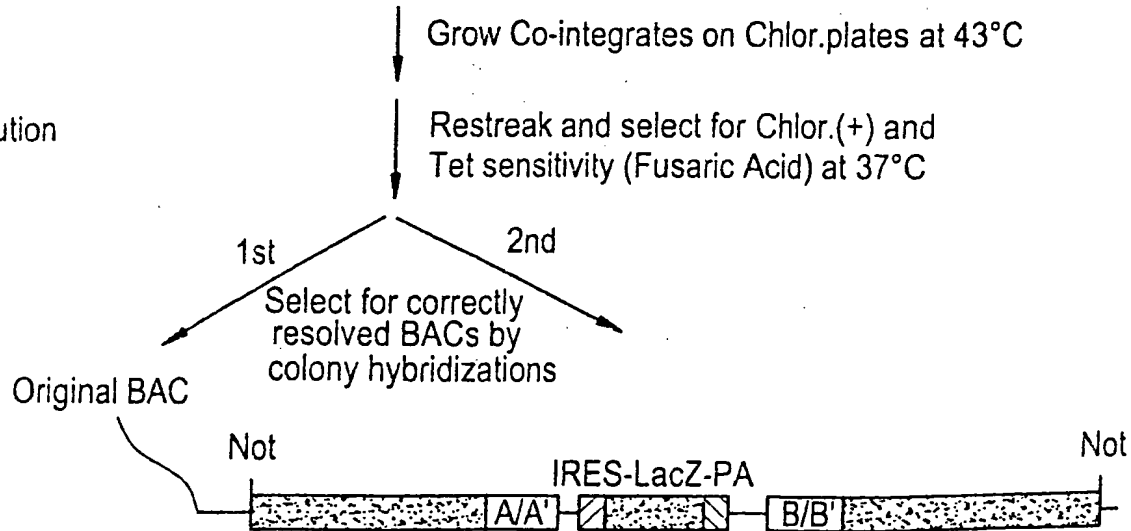 Grow Co-integrates on Chlor.plates at 43°C
ution
Restreak and select for Chlor.(+) and
Tet sensitivity (Fusaric Acid) at 37°C
1st
2nd
Select for correctly
resolved BACs by
colony hybridizations
Original BAC
Not
Not
IRES-LacZ-PA
A/A'
B/B'